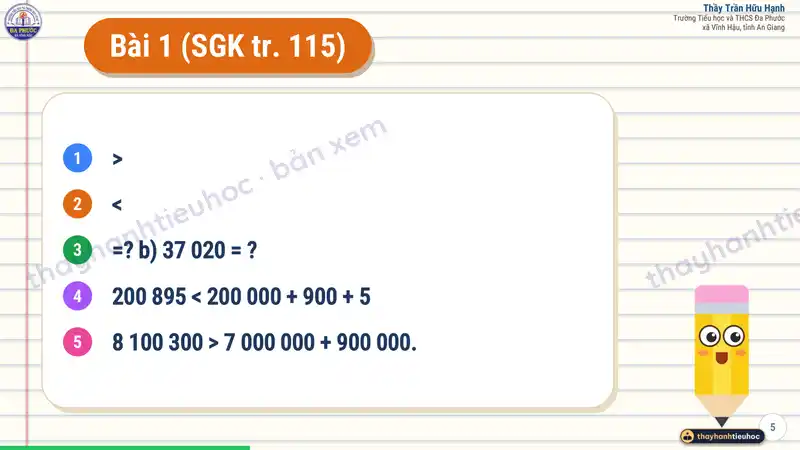 Thầy Trần Hữu Hạnh
Trường Tiểu học và THCS Đa Phước
xã Vĩnh Hậu, tỉnh An Giang
ĐA PHƯỚC
Bài 1 (SGK tr. 115)
1 >
2 <
3 =? b) 37 020 = ?
4 200 895 < 200 000 + 900 + 5
5 8 100 300 > 7 000 000 + 900 000.
thayhanhtieuhoc · bản xem
thayhanhtieuhoc
5